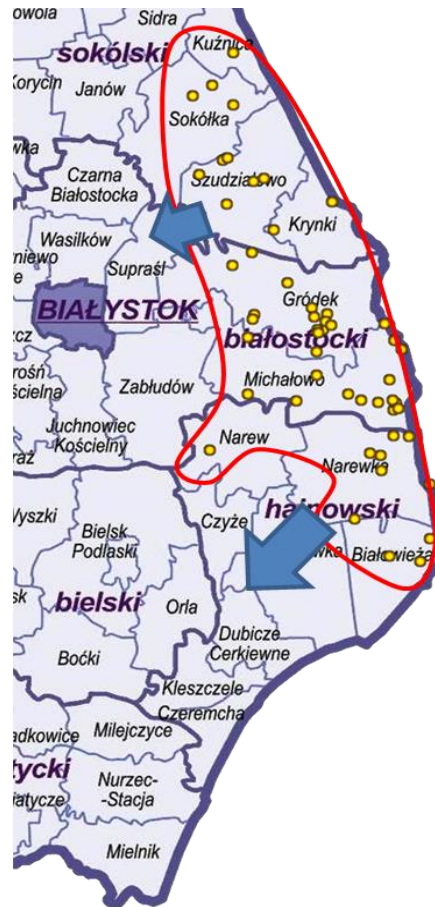 Sidra
Kuźnica
sokólski
Korycin
Janów
Sokółka
Szudziałowo
Czarna
Białostocka
Krynki
Wasilków
Supraśl
Gródek
BIAŁYSTOK
białostocki
Michałowo
Zabłudów
Juchnowiec
Kościelny
Narew
Narewka
Czyże
hajnowski
Białowieża
Bielsk
Podlaski
bielski
Orla
Dubicze
Cerkiewne
Boćki
Kleszczele
Czeremcha
Milejczyce
Nurzec-
-Stacja
Mielnik